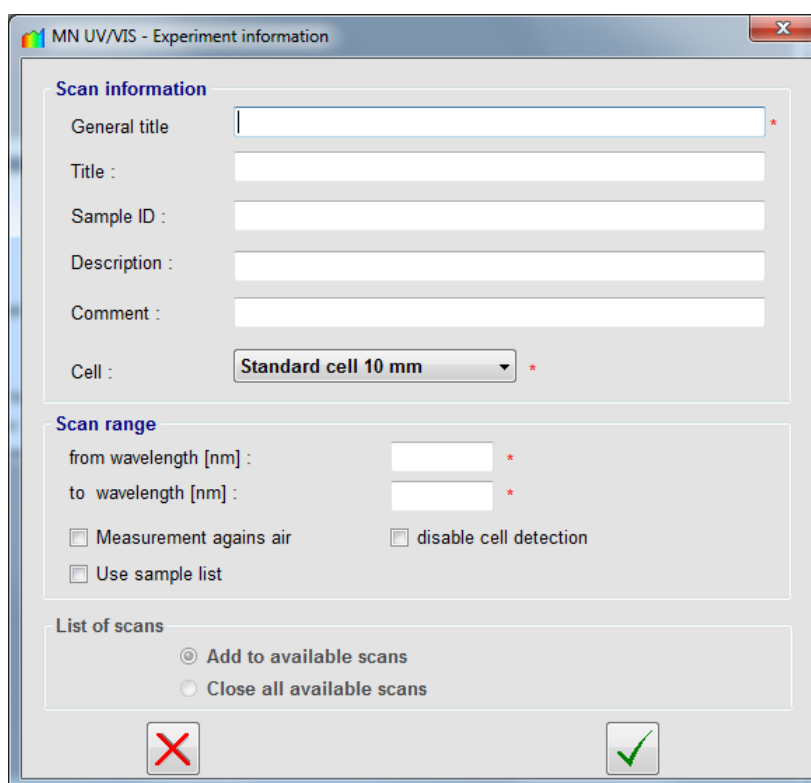 MN UV/VIS - Experiment information
Scan information
General title *
Title :
Sample ID :
Description :
Comment :
Cell : Standard cell 10 mm *
Scan range
from wavelength [nm] : *
to wavelength [nm] : *
Measurement agains air disable cell detection
Use sample list
List of scans
Add to available scans
Close all available scans